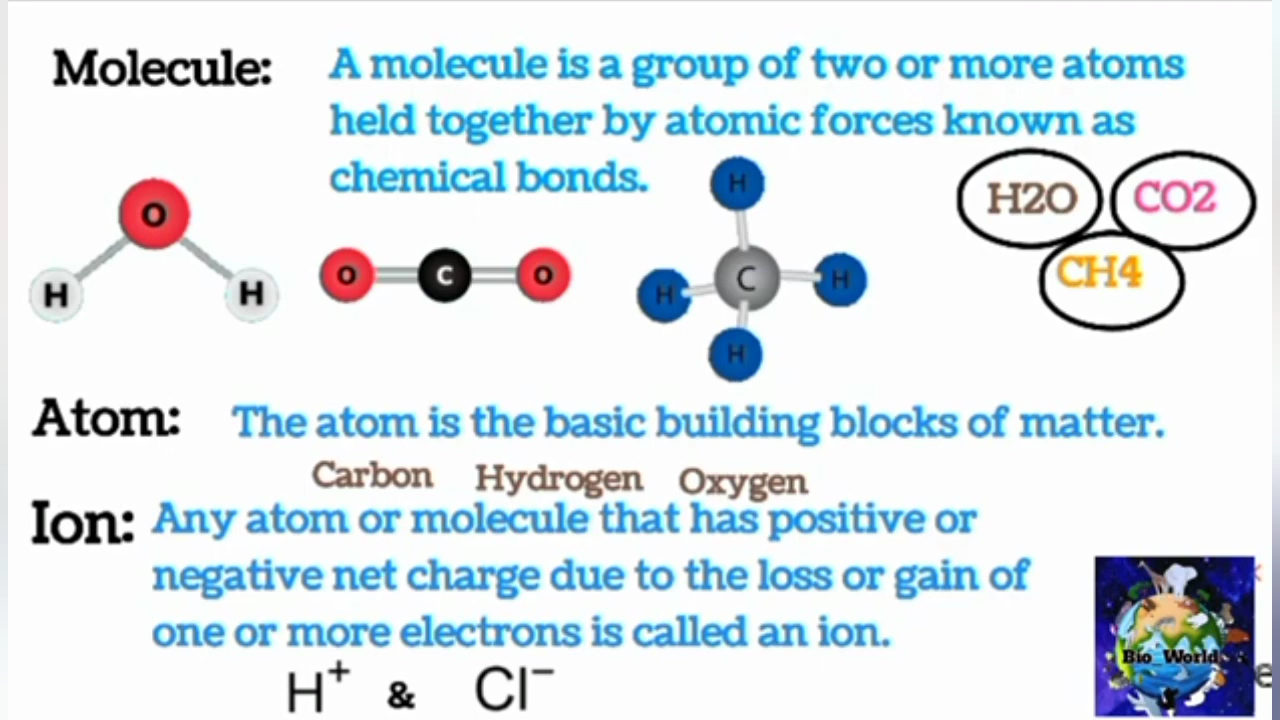 Molecule:
A molecule is a group of two or more atoms
held together by atomic forces known as
chemical bonds.
H2O
CO2
CH4
O
H
H
O
C
O
H
H
C
H
H
Atom:
The atom is the basic building blocks of matter.
Carbon Hydrogen Oxygen
Ion:
Any atom or molecule that has positive or
negative net charge due to the loss or gain of
one or more electrons is called an ion.
H⁺ & Cl⁻
Bio_World